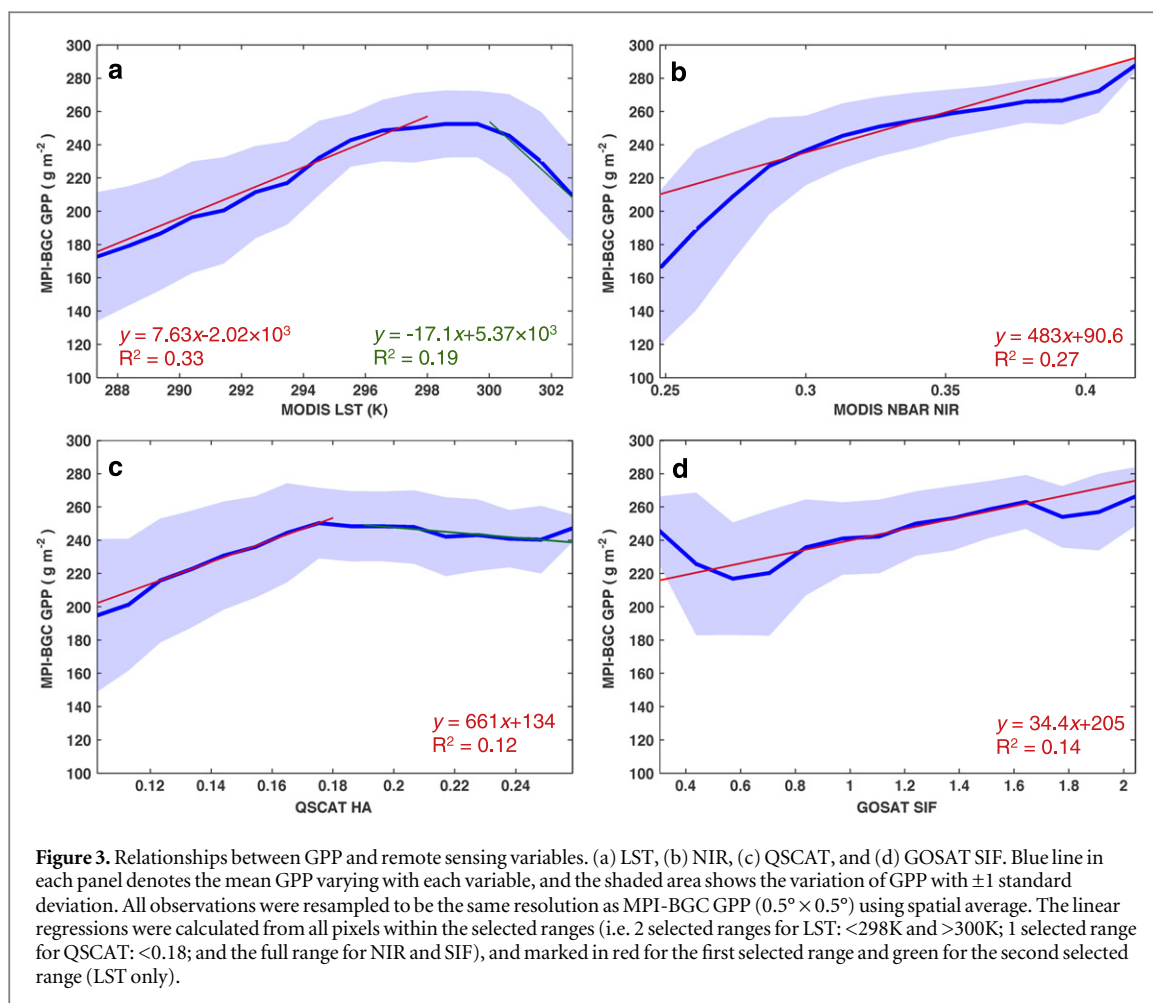 a
300
280
260
240
220
200
180
160
140
120
100
MPI-BGC GPP ( g m⁻²)
y = 7.63x-2.02×10³
R² = 0.33
y = -17.1x+5.37×10³
R² = 0.19
288 290 292 294 296 298 300 302
MODIS LST (K)
b
300
280
260
240
220
200
180
160
140
120
100
MPI-BGC GPP ( g m⁻²)
y = 483x+90.6
R² = 0.27
0.25 0.3 0.35 0.4
MODIS NBAR NIR
c
300
280
260
240
220
200
180
160
140
120
100
MPI-BGC GPP ( g m⁻²)
y = 661x+134
R² = 0.12
0.12 0.14 0.16 0.18 0.2 0.22 0.24
QSCAT HA
d
300
280
260
240
220
200
180
160
140
120
100
MPI-BGC GPP ( g m⁻²)
y = 34.4x+205
R² = 0.14
0.4 0.6 0.8 1 1.2 1.4 1.6 1.8 2
GOSAT SIF
Figure 3. Relationships between GPP and remote sensing variables. (a) LST, (b) NIR, (c) QSCAT, and (d) GOSAT SIF. Blue line in
each panel denotes the mean GPP varying with each variable, and the shaded area shows the variation of GPP with ±1 standard
deviation. All observations were resampled to be the same resolution as MPI-BGC GPP (0.5° × 0.5°) using spatial average. The linear
regressions were calculated from all pixels within the selected ranges (i.e. 2 selected ranges for LST: <298K and >300K; 1 selected range
for QSCAT: <0.18; and the full range for NIR and SIF), and marked in red for the first selected range and green for the second selected
range (LST only).